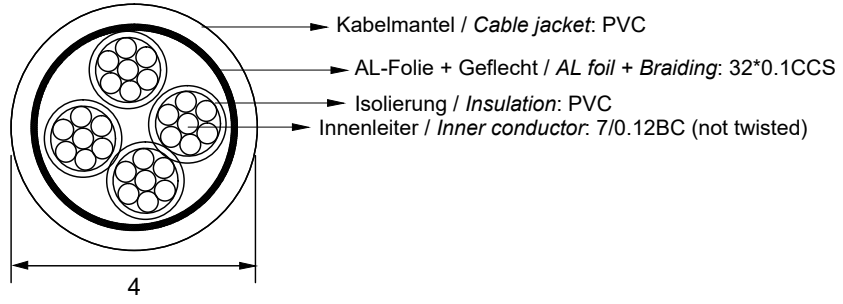 Kabelmantel / Cable jacket: PVC
AL-Folie + Geflecht / AL foil + Braiding: 32*0.1CCS
Isolierung / Insulation: PVC
Innenleiter / Inner conductor: 7/0.12BC (not twisted)
4